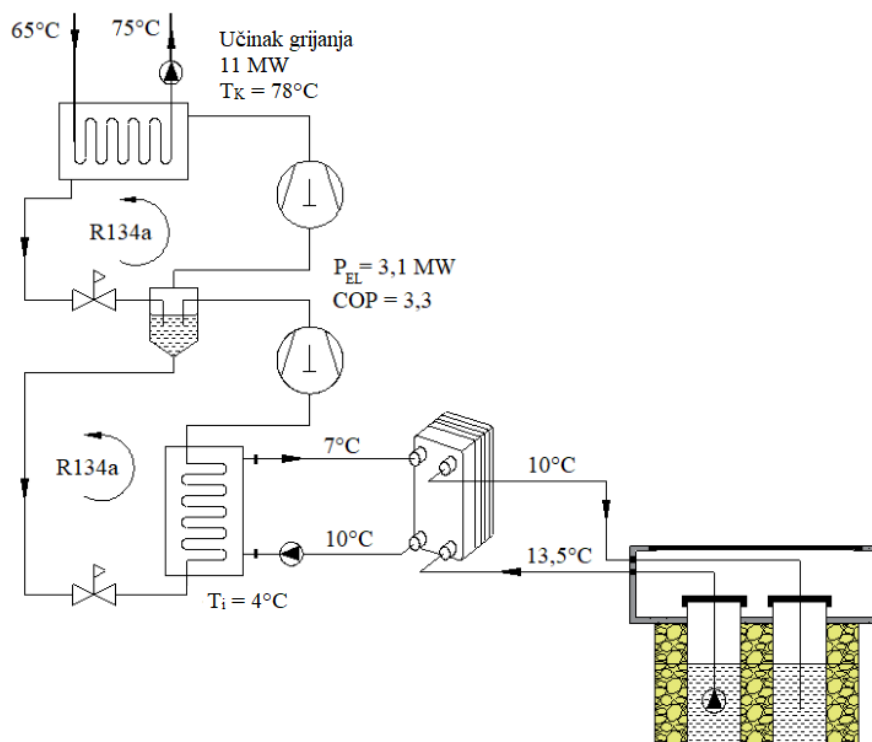 65°C
75°C
Učinak grijanja
11 MW
TK = 78°C
R134a
PEL= 3,1 MW
COP = 3,3
R134a
7°C
10°C
10°C
13,5°C
Ti = 4°C